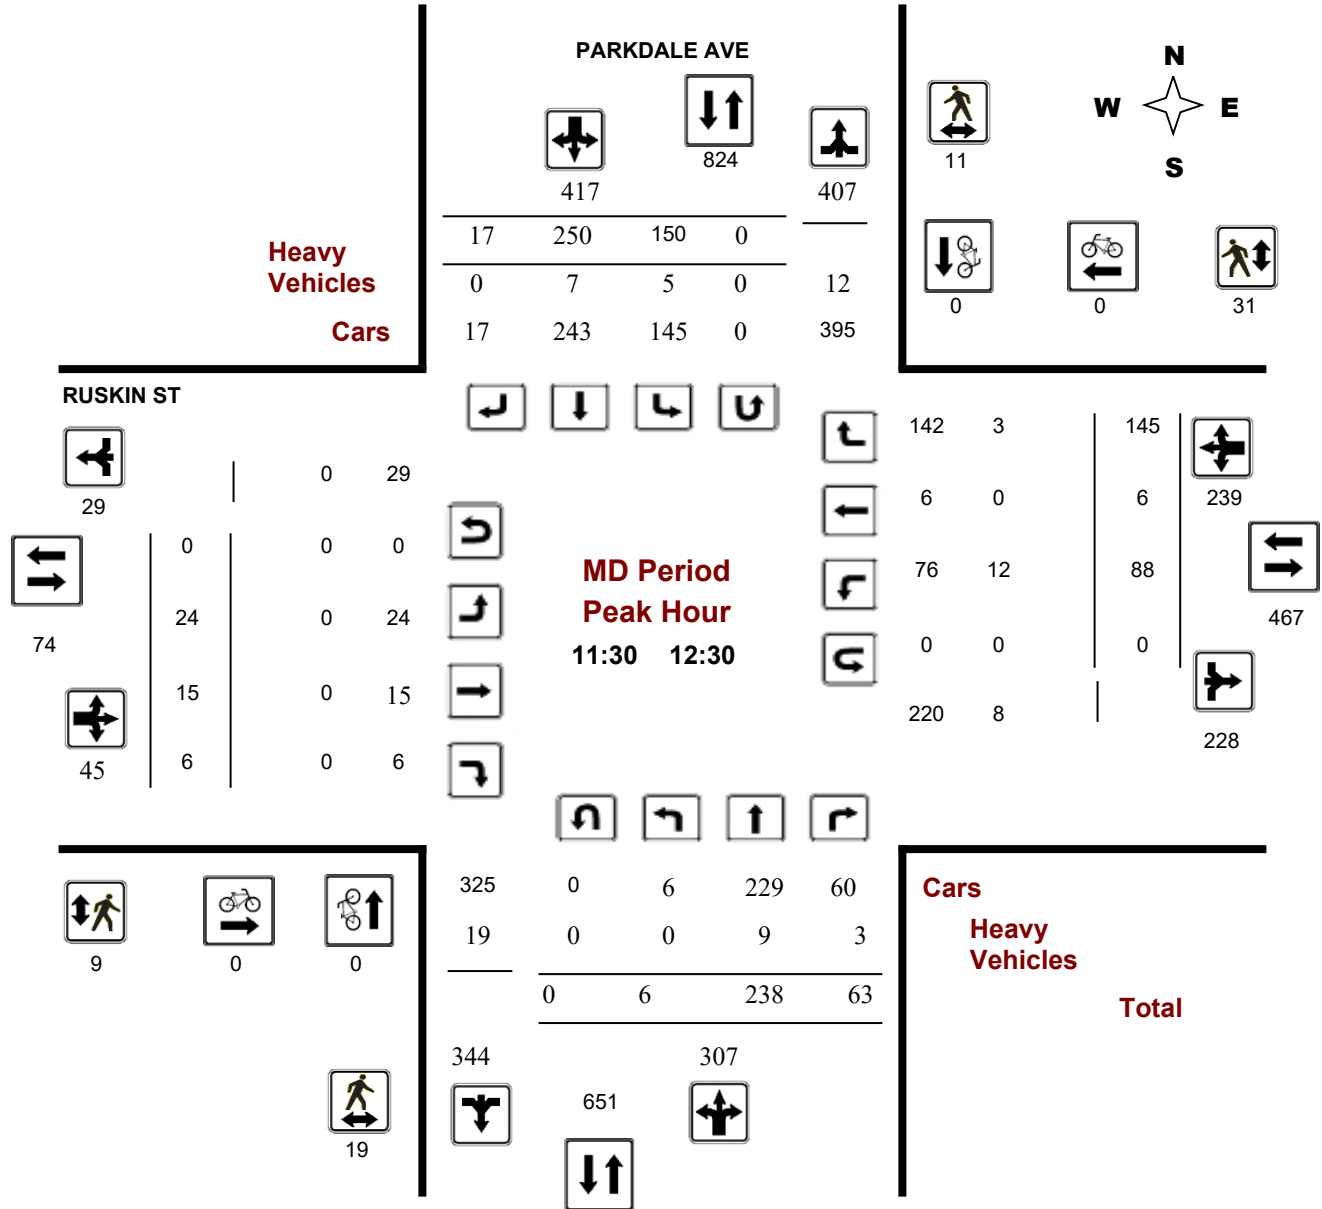 PARKDALE AVE
N
W E
S
824
11
417 407
17 250 150 0
Heavy
Vehicles 0 7 5 0 12
Cars 17 243 145 0 395
0 0 31
RUSKIN ST
142 3 145
0 29
29
6 0 6 239
0 0 0
MD Period
76 12 88
24 0 24
Peak Hour
467
74
11:30 12:30
0 0 0
15 0 15
220 8
228
45 6 0 6
325 0 6 229 60 Cars
19 0 0 9 3 Heavy
Vehicles
9 0 0
0 6 238 63 Total
344 307
651
19